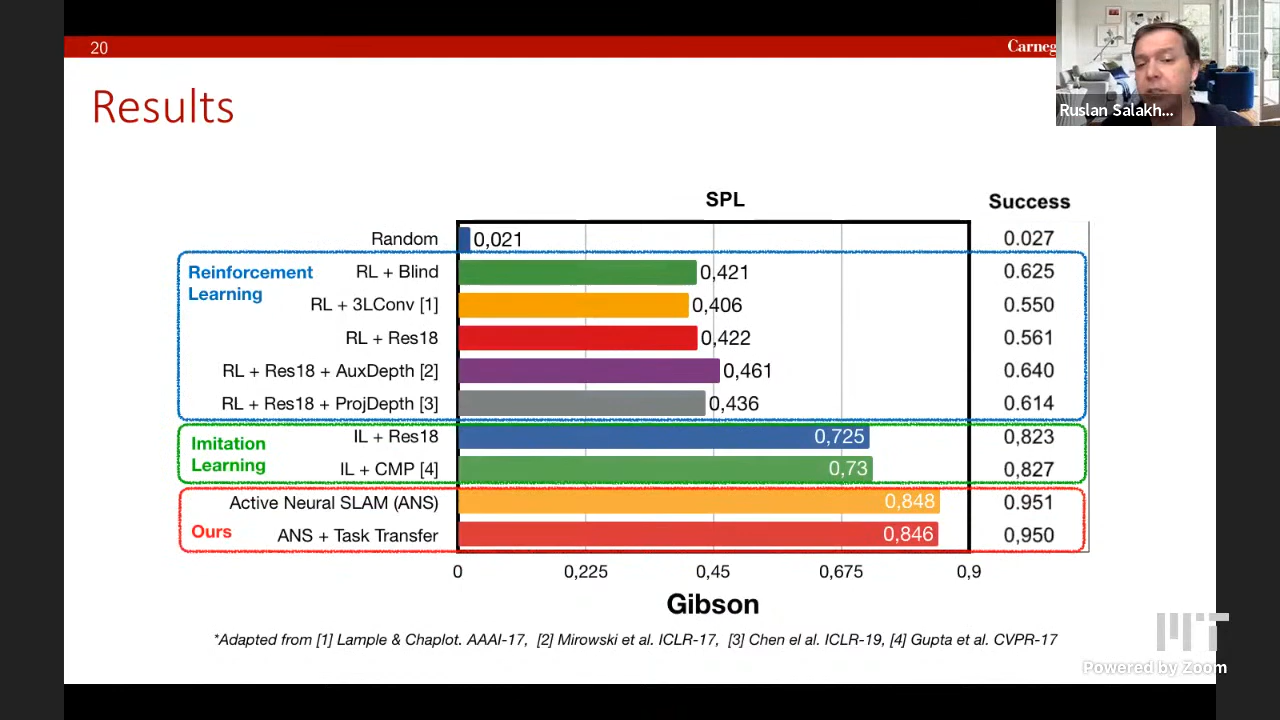 20
Carneg
Ruslan Salakh...
Results
SPL
Success
Random 0,021 0.027
Reinforcement Learning
RL + Blind 0,421 0.625
RL + 3LConv [1] 0,406 0.550
RL + Res18 0,422 0.561
RL + Res18 + AuxDepth [2] 0,461 0.640
RL + Res18 + ProjDepth [3] 0,436 0.614
Imitation Learning
IL + Res18 0,725 0,823
IL + CMP [4] 0,73 0,827
Ours
Active Neural SLAM (ANS) 0,848 0.951
ANS + Task Transfer 0,846 0,950
0 0,225 0,45 0,675 0,9
Gibson
*Adapted from [1] Lample & Chaplot. AAAI-17, [2] Mirowski et al. ICLR-17, [3] Chen el al. ICLR-19, [4] Gupta et al. CVPR-17
MIT
Powered by Zoom